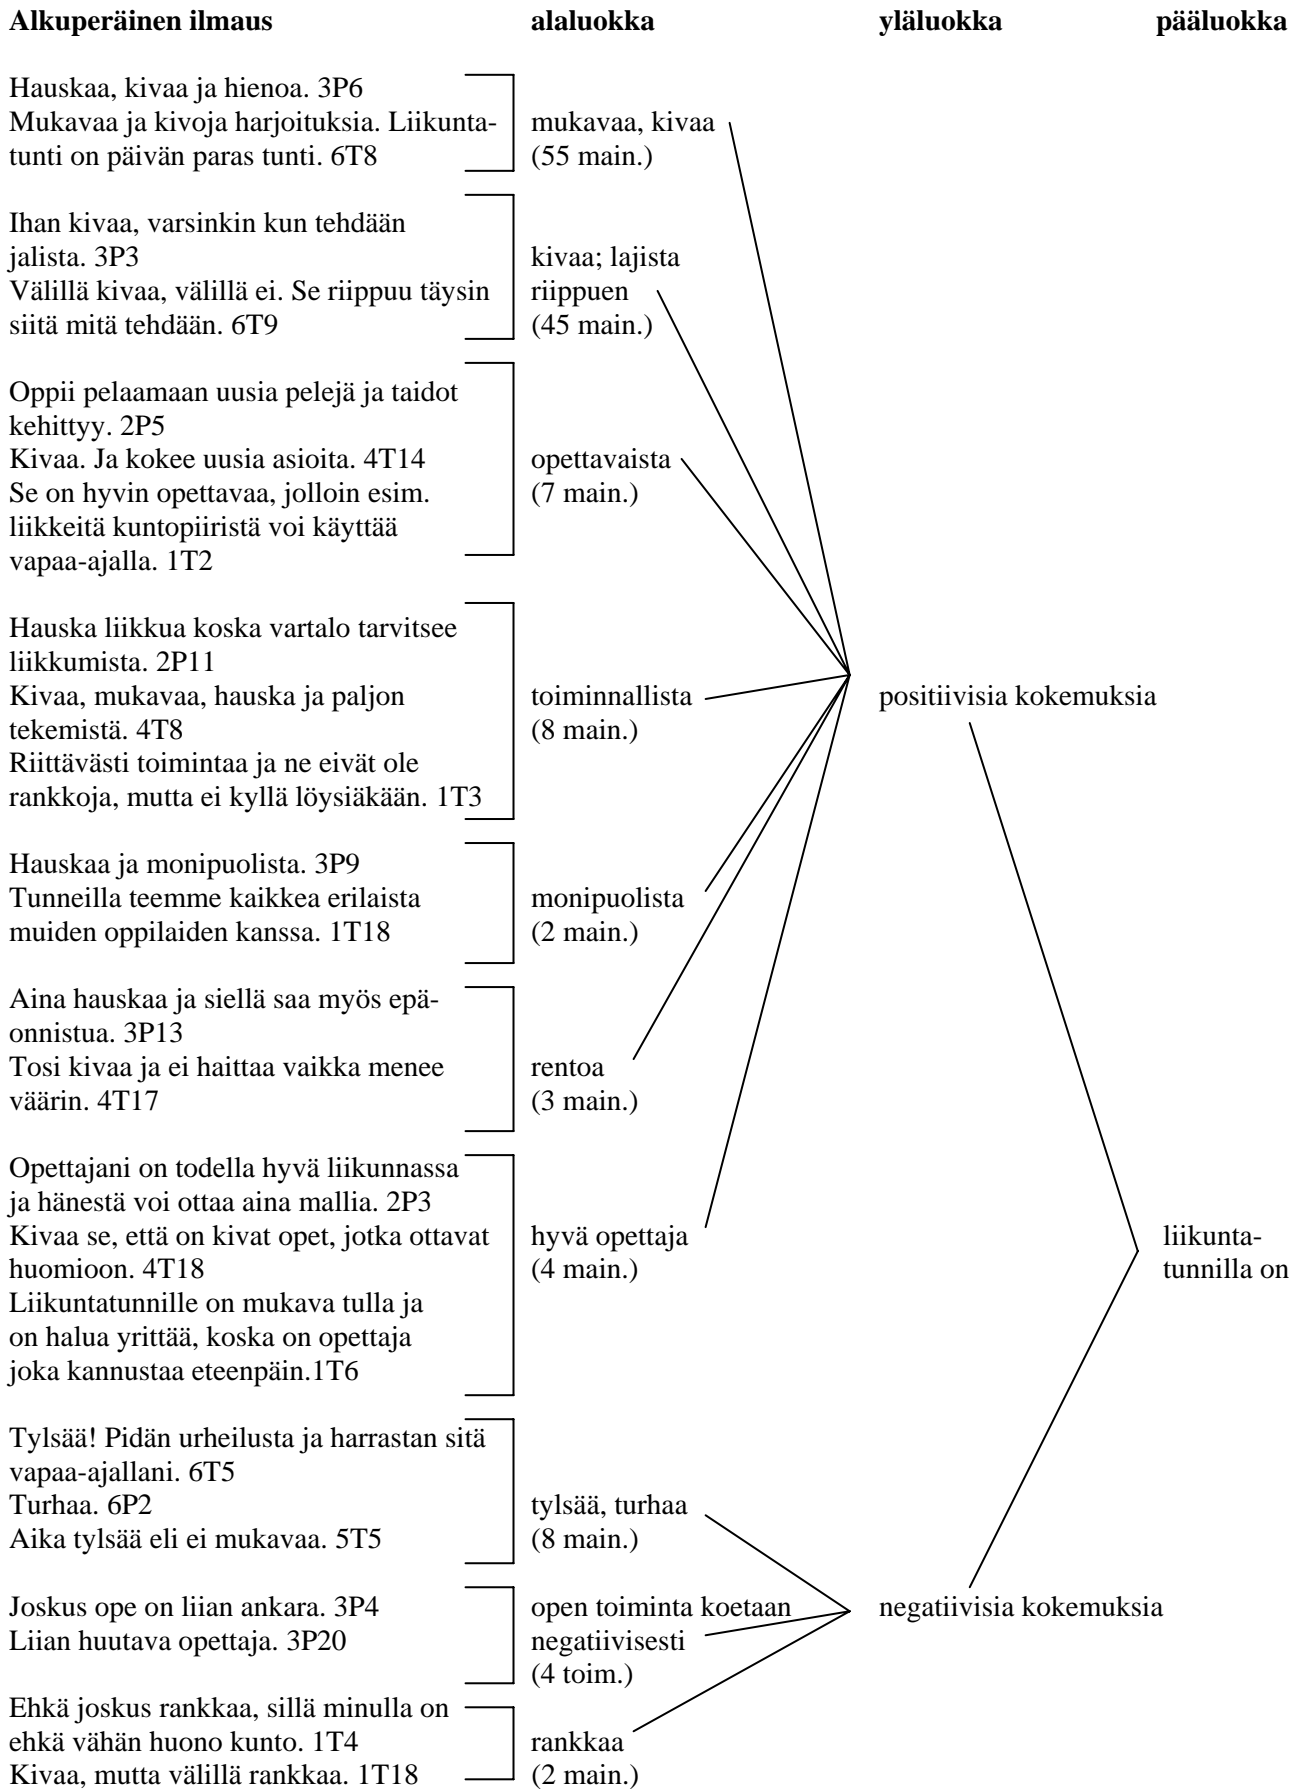 Alkuperäinen ilmaus alaluokka yläluokka pääluokka
Hauskaa, kivaa ja hienoa. 3P6
Mukavaa ja kivoja harjoituksia. Liikunta-
tunti on päivän paras tunti. 6T8
mukavaa, kivaa
(55 main.)
Ihan kivaa, varsinkin kun tehdään
jalista. 3P3
Välillä kivaa, välillä ei. Se riippuu täysin
siitä mitä tehdään. 6T9
kivaa; lajista
riippuen
(45 main.)
Oppii pelaamaan uusia pelejä ja taidot
kehittyy. 2P5
Kivaa. Ja kokee uusia asioita. 4T14
Se on hyvin opettavaa, jolloin esim.
liikkeitä kuntopiiristä voi käyttää
vapaa-ajalla. 1T2
opettavaista
(7 main.)
Hauska liikkua koska vartalo tarvitsee
liikkumista. 2P11
Kivaa, mukavaa, hauska ja paljon
tekemistä. 4T8
Riittävästi toimintaa ja ne eivät ole
rankkoja, mutta ei kyllä löysiäkään. 1T3
toiminnallista
(8 main.)
positiivisia kokemuksia
Hauskaa ja monipuolista. 3P9
Tunneilla teemme kaikkea erilaista
muiden oppilaiden kanssa. 1T18
monipuolista
(2 main.)
Aina hauskaa ja siellä saa myös epä-
onnistua. 3P13
Tosi kivaa ja ei haittaa vaikka menee
väärin. 4T17
rentoa
(3 main.)
Opettajani on todella hyvä liikunnassa
ja hänestä voi ottaa aina mallia. 2P3
Kivaa se, että on kivat opet, jotka ottavat
huomioon. 4T18
Liikuntatunnille on mukava tulla ja
on halua yrittää, koska on opettaja
joka kannustaa eteenpäin.1T6
hyvä opettaja
(4 main.)
liikunta-
tunnilla on
Tylsää! Pidän urheilusta ja harrastan sitä
vapaa-ajallani. 6T5
Turhaa. 6P2
Aika tylsää eli ei mukavaa. 5T5
tylsää, turhaa
(8 main.)
Joskus ope on liian ankara. 3P4
Liian huutava opettaja. 3P20
open toiminta koetaan
negatiivisesti
(4 toim.)
negatiivisia kokemuksia
Ehkä joskus rankkaa, sillä minulla on
ehkä vähän huono kunto. 1T4
Kivaa, mutta välillä rankkaa. 1T18
rankkaa
(2 main.)